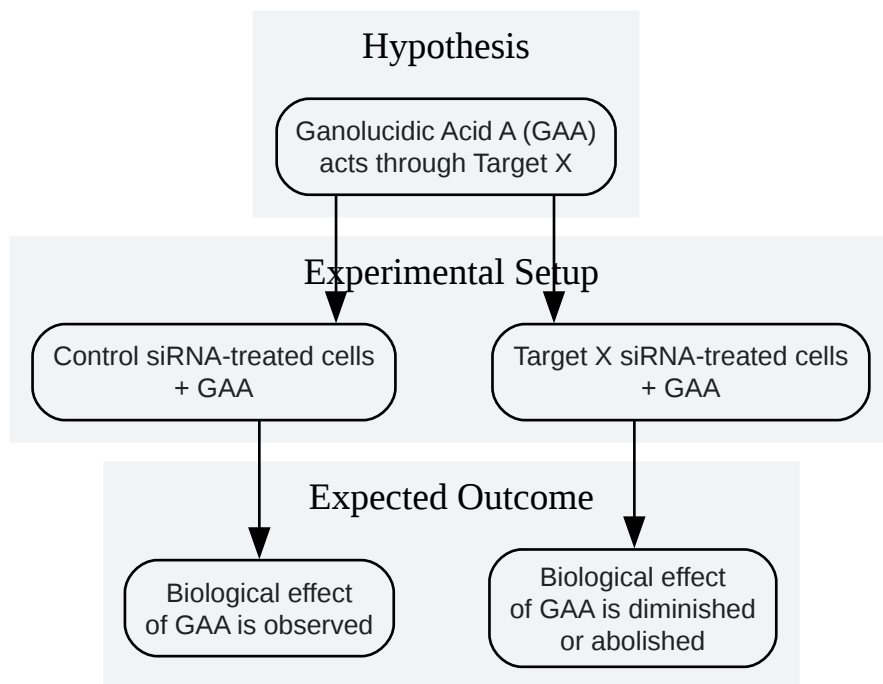 Hypothesis
Ganolucidic Acid A (GAA)
acts through Target X
Experimental Setup
Control siRNA-treated cells
+ GAA
Target X siRNA-treated cells
+ GAA
Expected Outcome
Biological effect
of GAA is observed
Biological effect
of GAA is diminished
or abolished